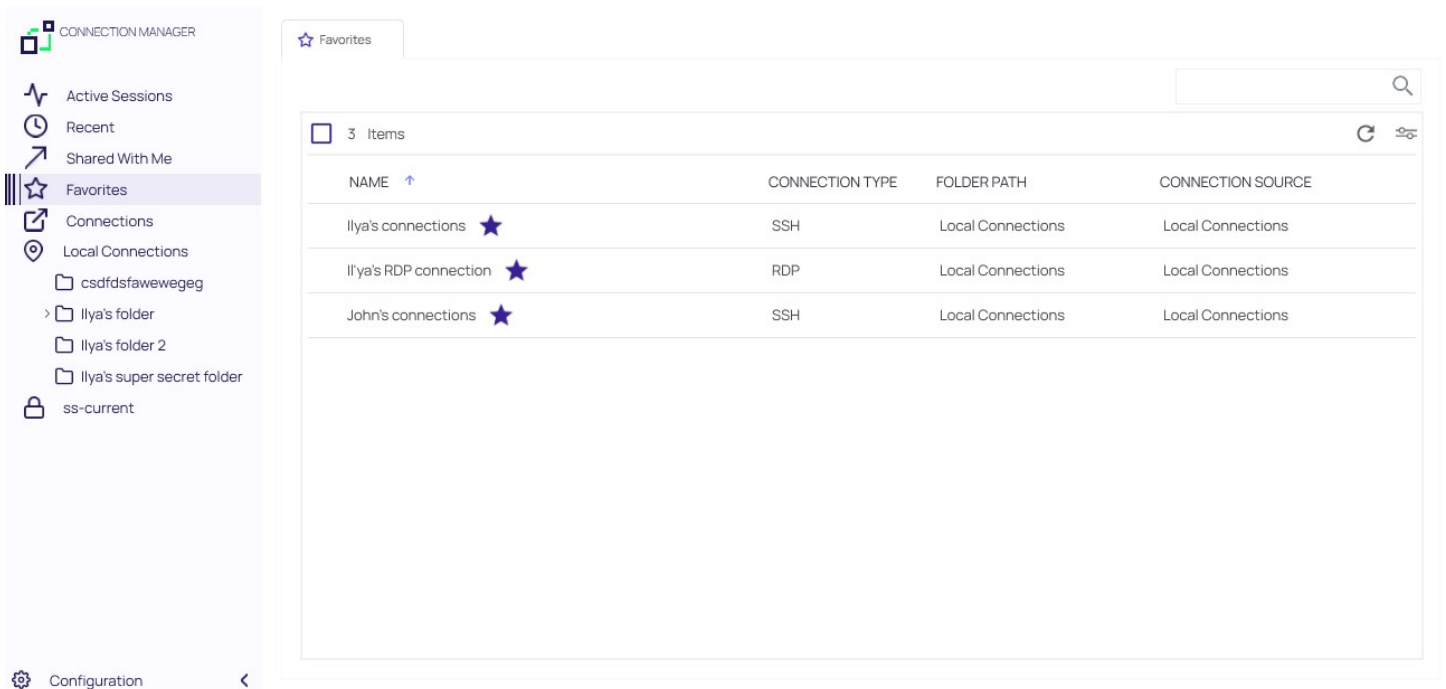 CONNECTION MANAGER
Active Sessions
Recent
Shared With Me
Favorites
Connections
Local Connections
csdfdsfawewegeg
Ilya's folder
Ilya's folder 2
Ilya's super secret folder
ss-current
Configuration
Favorites
3 Items
NAME CONNECTION TYPE FOLDER PATH CONNECTION SOURCE
Ilya's connections SSH Local Connections Local Connections
Il'ya's RDP connection RDP Local Connections Local Connections
John's connections SSH Local Connections Local Connections